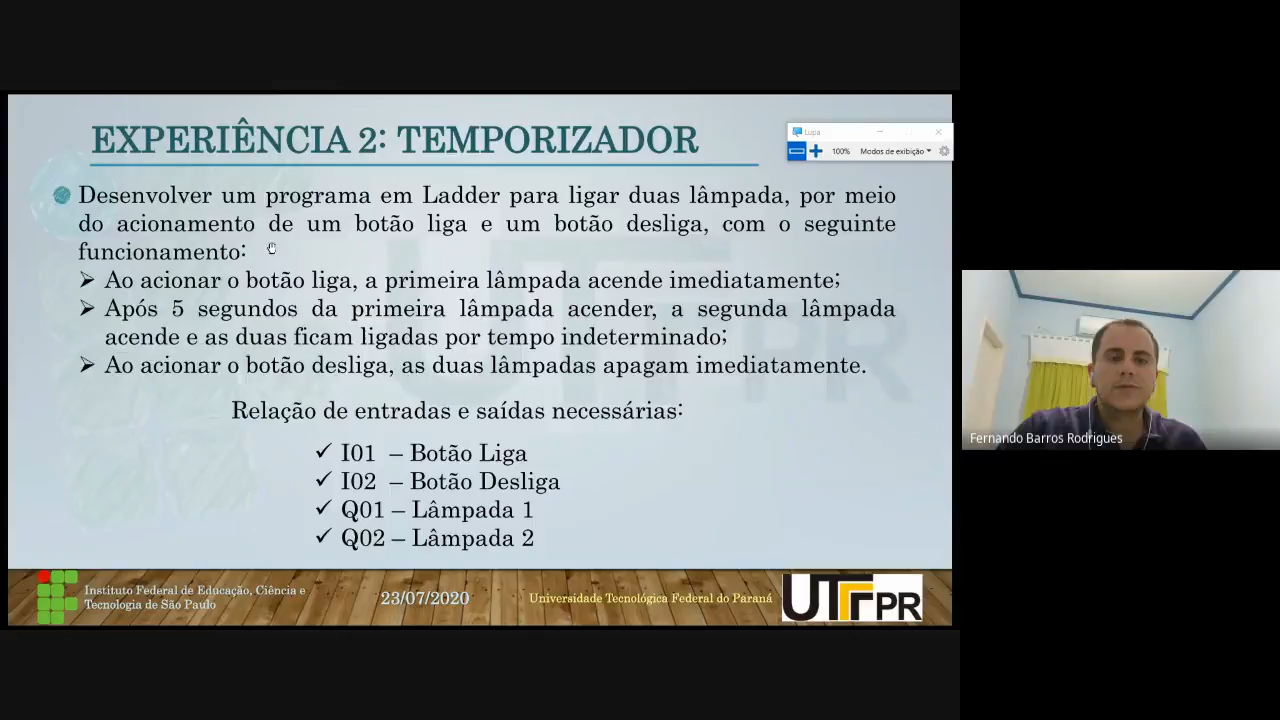 EXPERIÊNCIA 2: TEMPORIZADOR
Lupa
100%
Modos de exibição
Desenvolver um programa em Ladder para ligar duas lâmpada, por meio
do acionamento de um botão liga e um botão desliga, com o seguinte
funcionamento:
Ao acionar o botão liga, a primeira lâmpada acende imediatamente;
Após 5 segundos da primeira lâmpada acender, a segunda lâmpada
acende e as duas ficam ligadas por tempo indeterminado;
Ao acionar o botão desliga, as duas lâmpadas apagam imediatamente.
Relação de entradas e saídas necessárias:
I01 – Botão Liga
I02 – Botão Desliga
Q01 – Lâmpada 1
Q02 – Lâmpada 2
Instituto Federal de Educação, Ciência e
Tecnologia de São Paulo
23/07/2020
Universidade Tecnológica Federal do Paraná
UTFPR
Fernando Barros Rodrigues